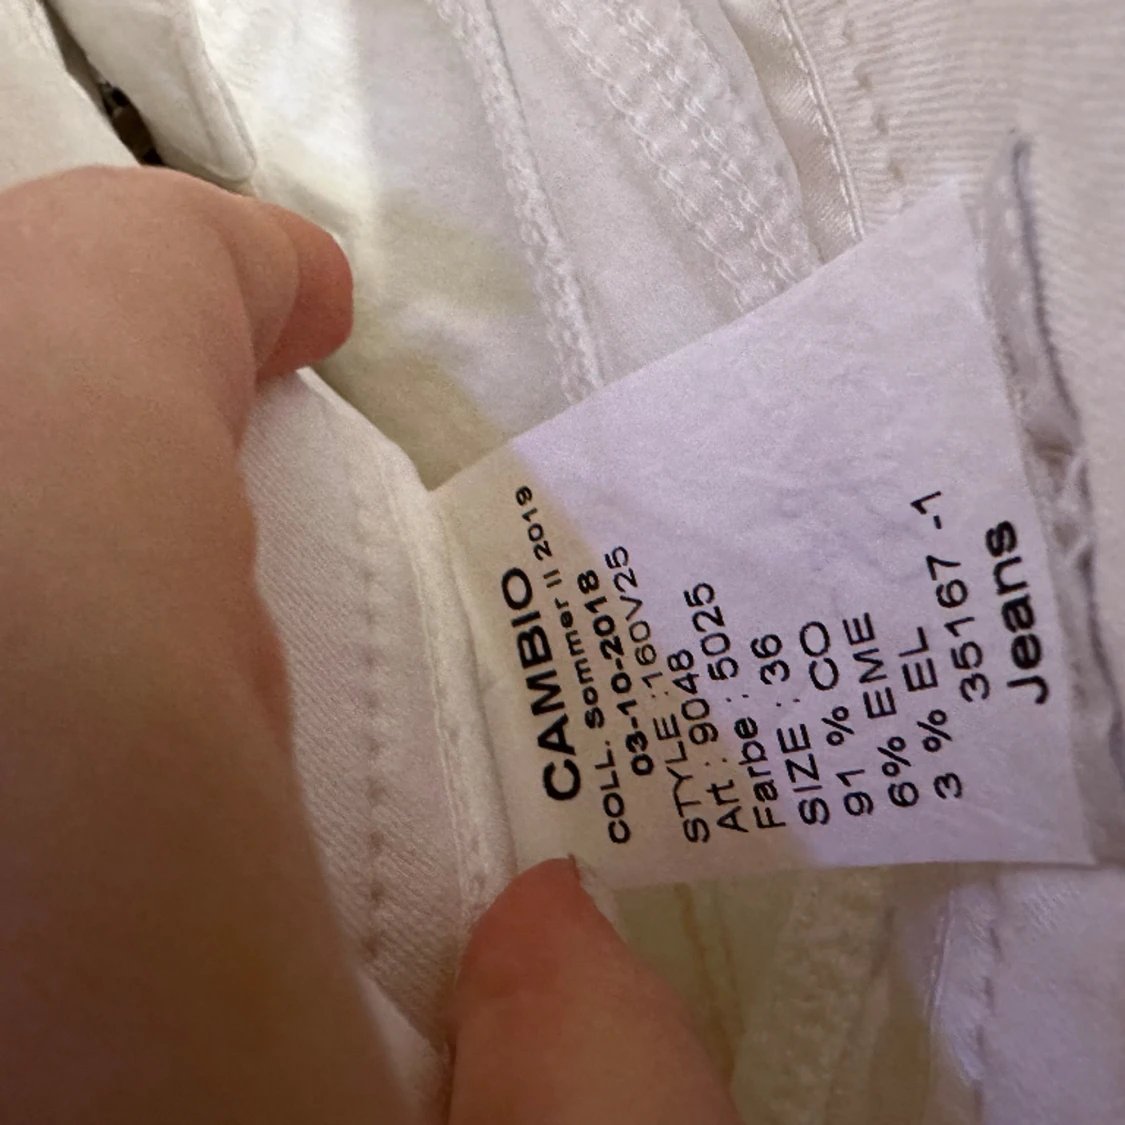 CAMBIO
COLL. Sommer II 2019
03-10-2018
STYLE :160V25
Art : 9048
Farbe : 5025
SIZE : 36
91 % CO
6% EME
3 % EL
35167 -1
Jeans